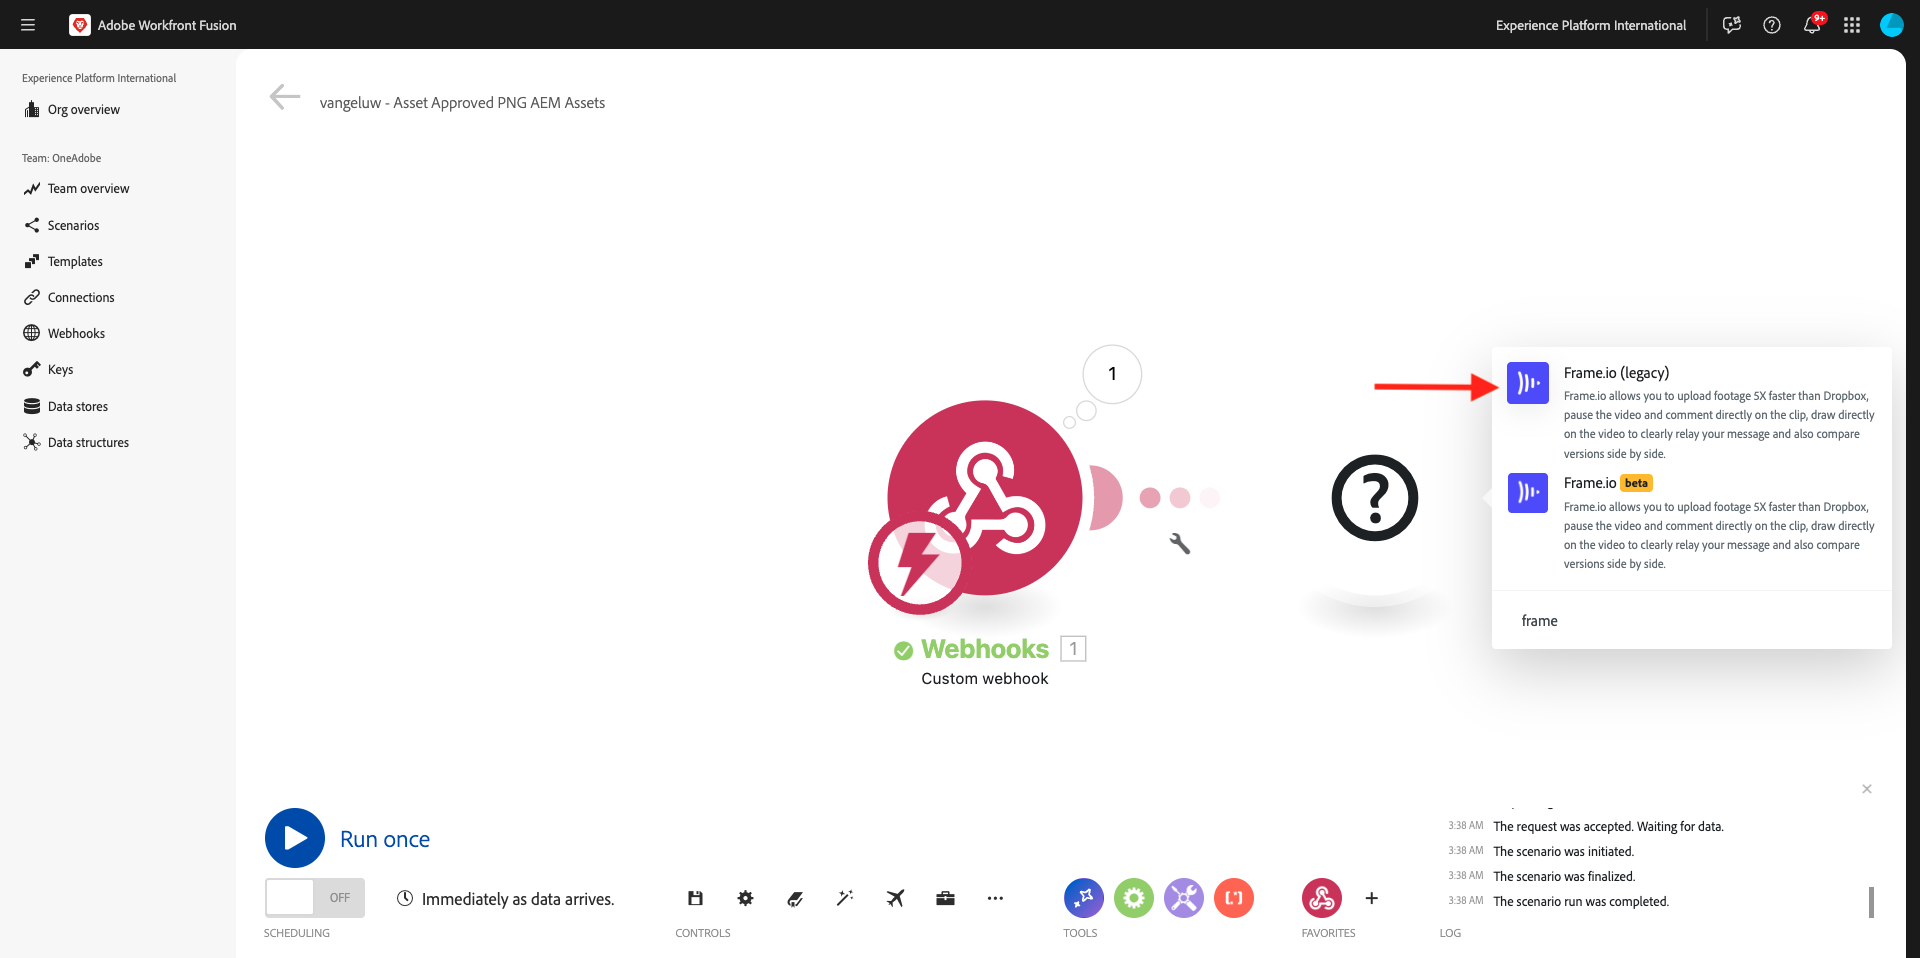 Adobe Workfront Fusion
Experience Platform International
9+
Experience Platform International
Org overview
Team: OneAdobe
Team overview
Scenarios
Templates
Connections
Webhooks
Keys
Data stores
Data structures
vangeluw - Asset Approved PNG AEM Assets
1
Webhooks 1
Custom webhook
?
Frame.io (legacy)
Frame.io allows you to upload footage 5X faster than Dropbox,
pause the video and comment directly on the clip, draw directly
on the video to clearly relay your message and also compare
versions side by side.
Frame.io beta
Frame.io allows you to upload footage 5X faster than Dropbox,
pause the video and comment directly on the clip, draw directly
on the video to clearly relay your message and also compare
versions side by side.
frame
Run once
OFF
Immediately as data arrives.
SCHEDULING
CONTROLS
TOOLS
FAVORITES
3:38 AM The request was accepted. Waiting for data.
3:38 AM The scenario was initiated.
3:38 AM The scenario was finalized.
3:38 AM The scenario run was completed.
LOG